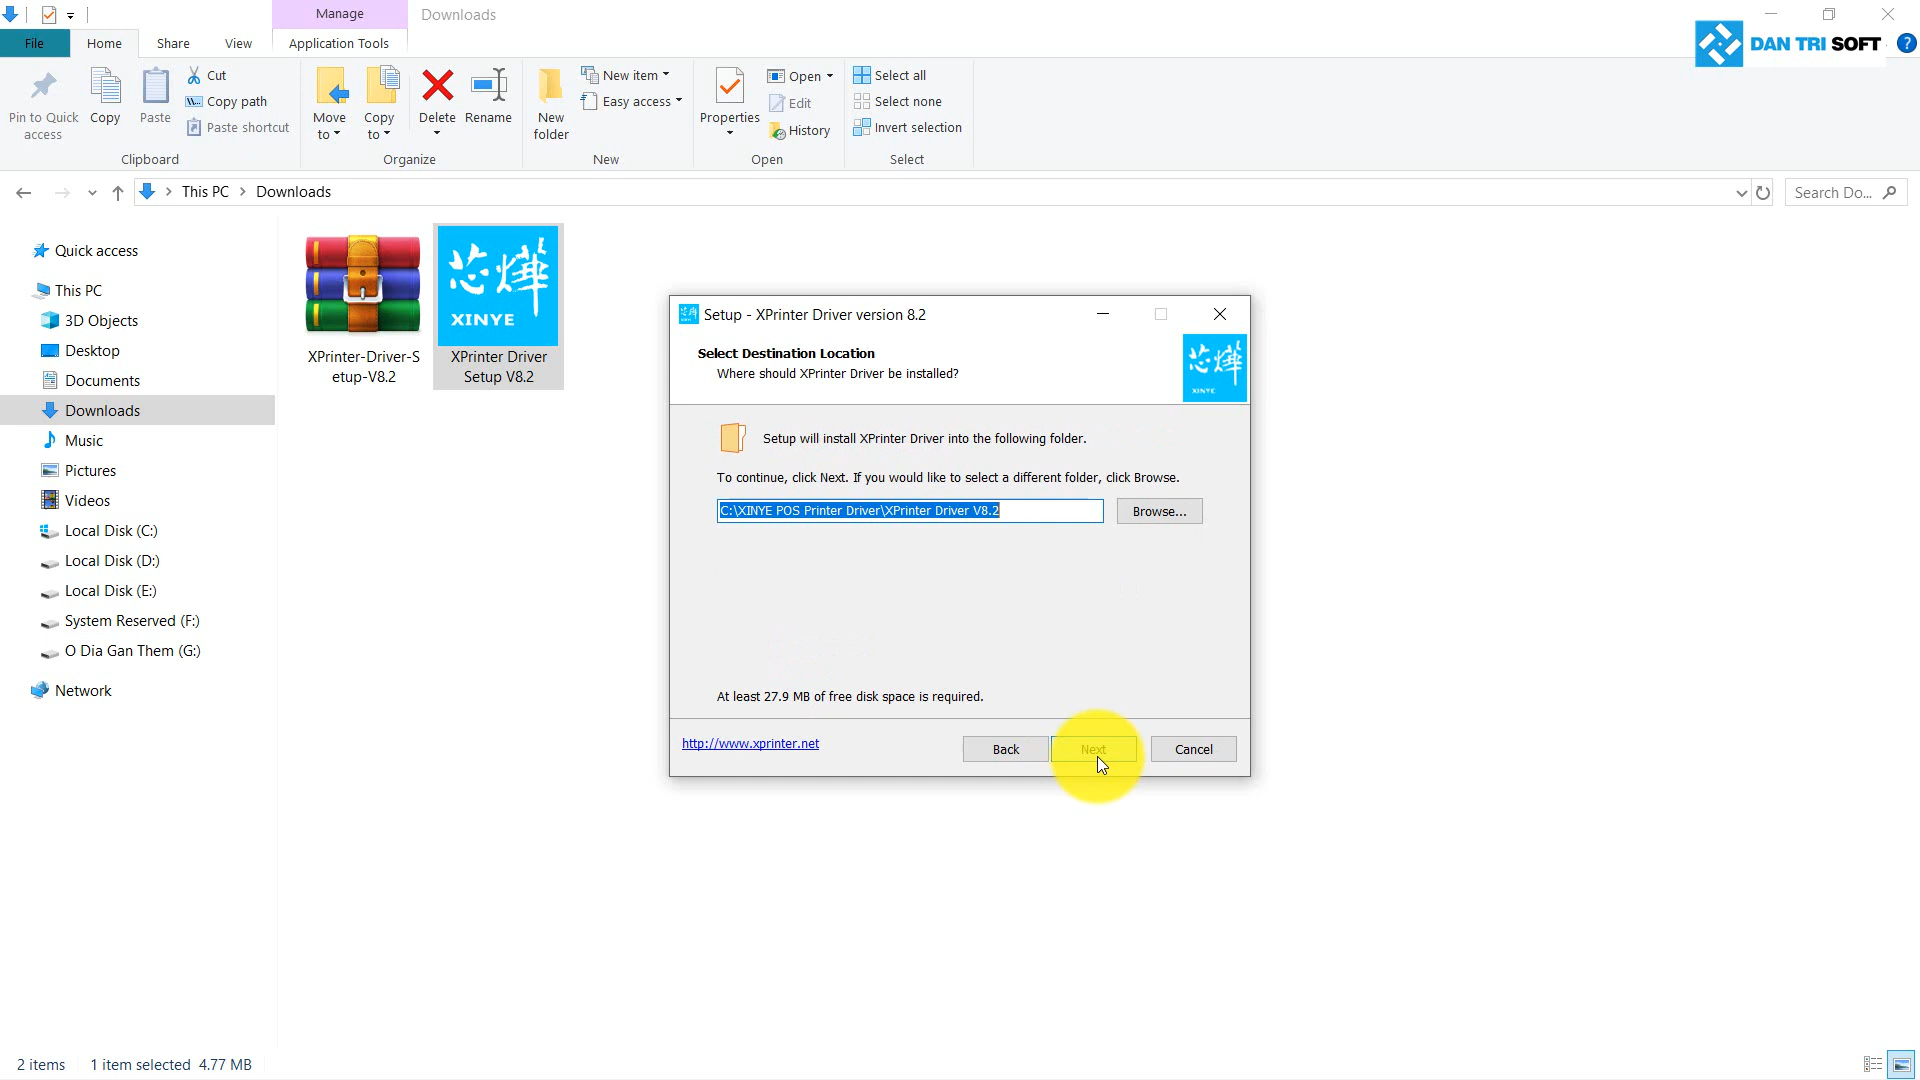 Manage
Downloads
DAN TRI SOFT
File
Home
Share
View
Application Tools
Pin to Quick
access
Copy
Paste
Cut
Copy path
Paste shortcut
Clipboard
Move
to
Copy
to
Delete
Rename
Organize
New
folder
New item
Easy access
New
Properties
Open
Edit
History
Open
Select all
Select none
Invert selection
Select
This PC
Downloads
Search Do...
Quick access
This PC
3D Objects
Desktop
Documents
Downloads
Music
Pictures
Videos
Local Disk (C:)
Local Disk (D:)
Local Disk (E:)
System Reserved (F:)
O Dia Gan Them (G:)
Network
XPrinter-Driver-S
etup-V8.2
芯烨
XINYE
XPrinter Driver
Setup V8.2
Setup - XPrinter Driver version 8.2
Select Destination Location
Where should XPrinter Driver be installed?
芯烨
XINYE
Setup will install XPrinter Driver into the following folder.
To continue, click Next. If you would like to select a different folder, click Browse.
C:\XINYE POS Printer Driver\XPrinter Driver V8.2
Browse...
At least 27.9 MB of free disk space is required.
http://www.xprinter.net
Back
Next
Cancel
2 items
1 item selected 4.77 MB